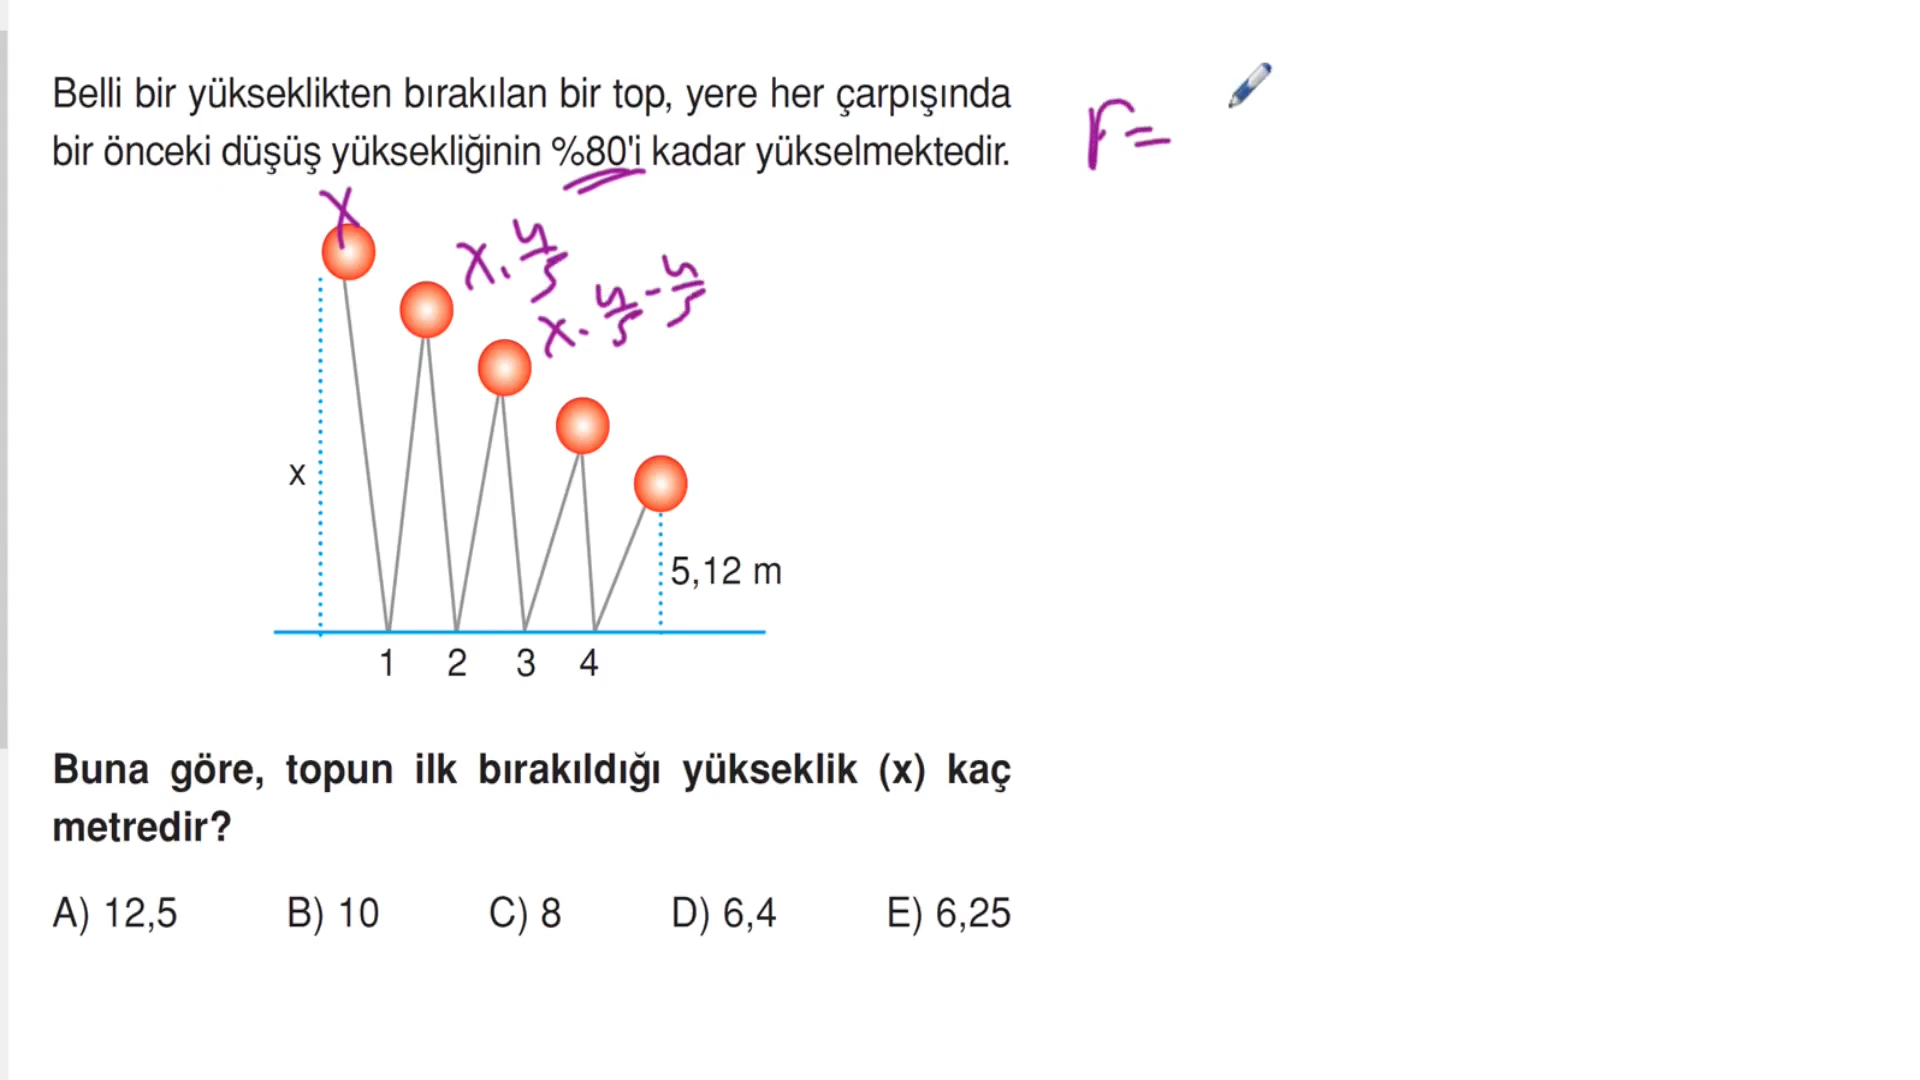 Belli bir yükseklikten bırakılan bir top, yere her çarpışında
bir önceki düşüş yüksekliğinin %80'i kadar yükselmektedir.
r=
x
x . 4/5
x . 4/5 . 4/5
x
5,12 m
1 2 3 4
Buna göre, topun ilk bırakıldığı yükseklik (x) kaç
metredir?
A) 12,5 B) 10 C) 8 D) 6,4 E) 6,25